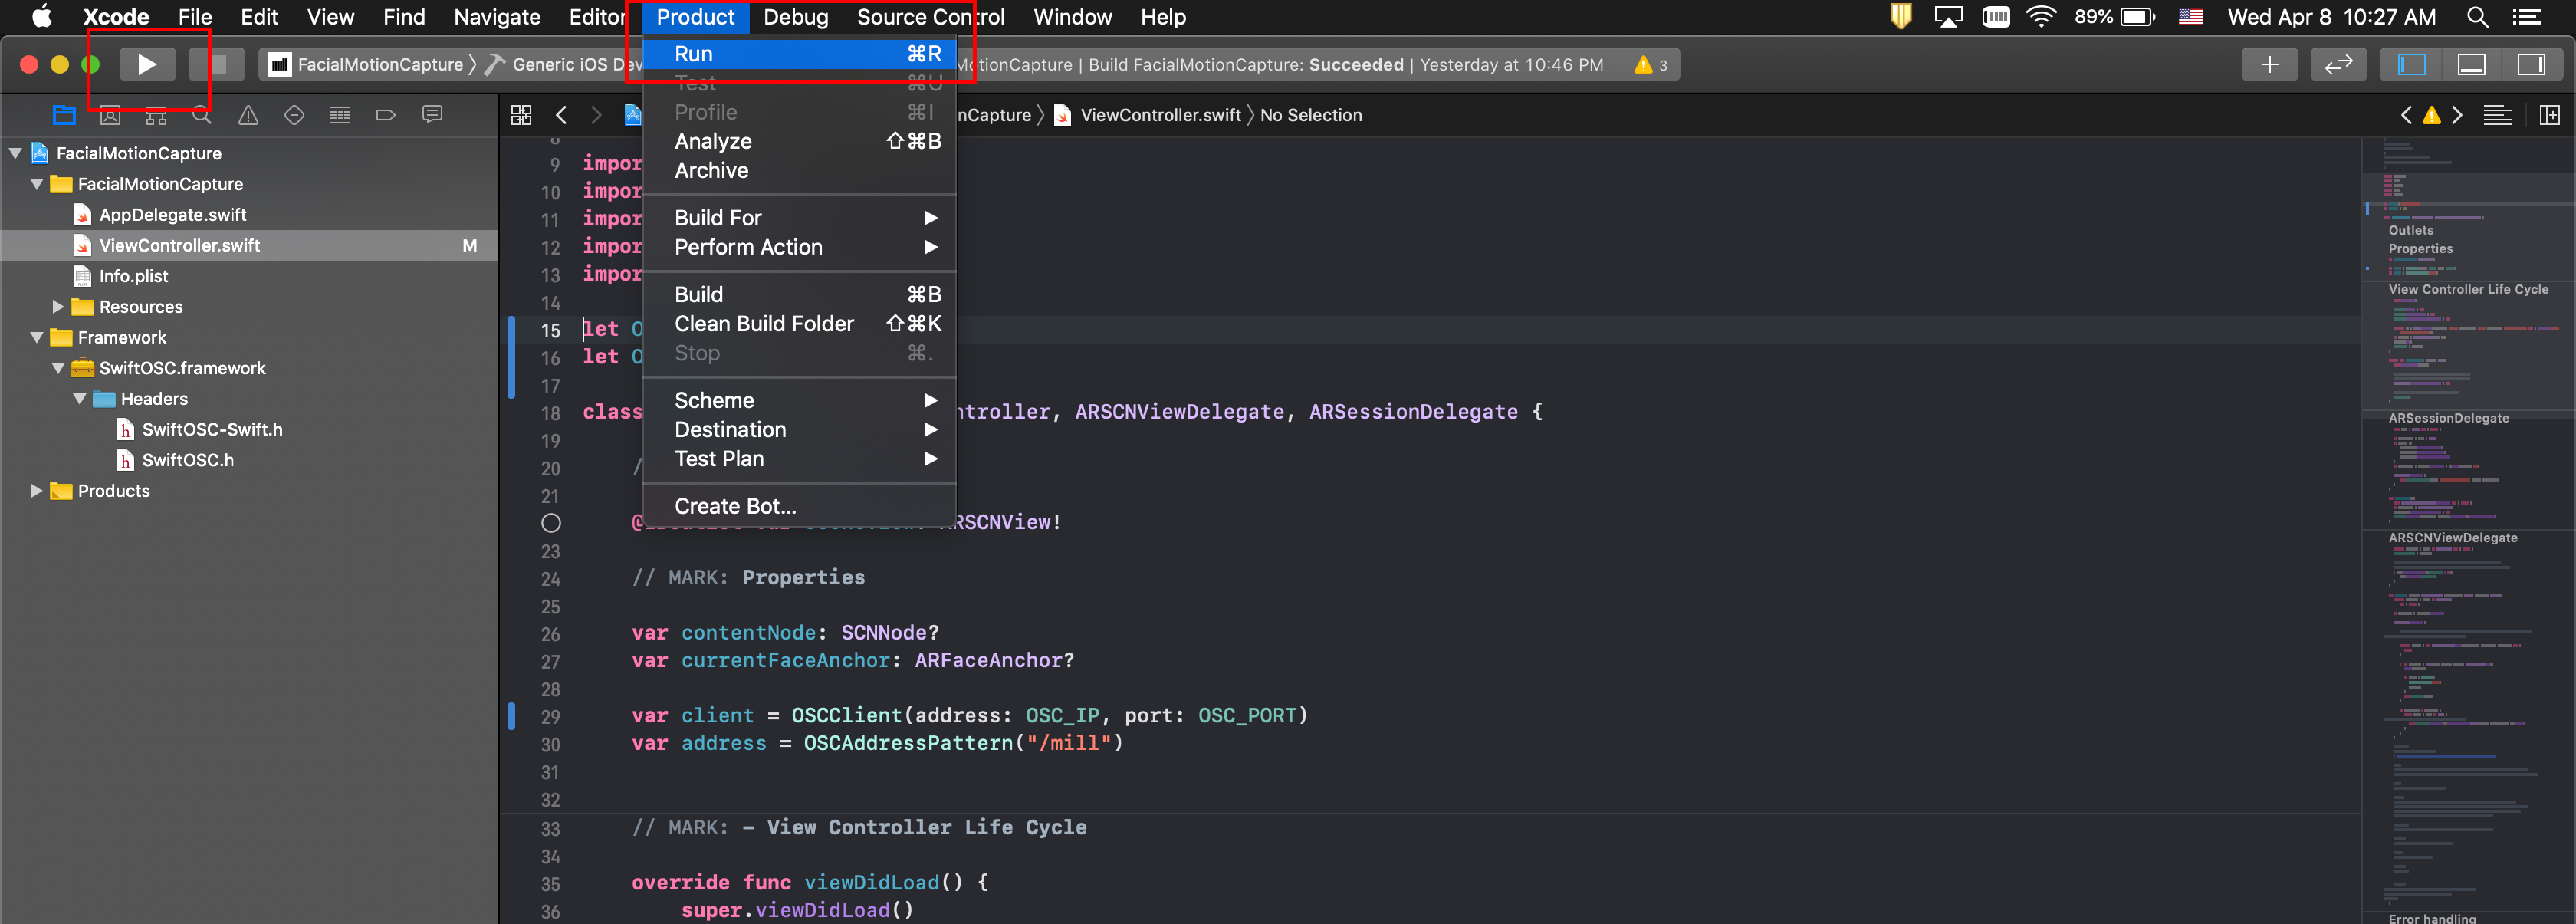 Xcode File Edit View Find Navigate Editor Product Debug Source Control Window Help 89% Wed Apr 8 10:27 AM
FacialMotionCapture Generic iOS Dev
MotionCapture | Build FacialMotionCapture: Succeeded | Yesterday at 10:46 PM 3
Run ⌘R
Test ⌘U
Profile ⌘I
Analyze ⇧⌘B
Archive
Build For
Perform Action
Build ⌘B
Clean Build Folder ⇧⌘K
Stop ⌘.
Scheme
Destination
Test Plan
Create Bot...
FacialMotionCapture
FacialMotionCapture
AppDelegate.swift
ViewController.swift M
Info.plist
Resources
Framework
SwiftOSC.framework
Headers
SwiftOSC-Swift.h
SwiftOSC.h
Products
nCapture ViewController.swift No Selection
8
9 impor
10 impor
11 impor
12 impor
13 impor
14
15 let O
16 let O
17
18 class ntroller, ARSCNViewDelegate, ARSessionDelegate {
19
20 /
21
ARSCNView!
23
24 // MARK: Properties
25
26 var contentNode: SCNNode?
27 var currentFaceAnchor: ARFaceAnchor?
28
29 var client = OSCClient(address: OSC_IP, port: OSC_PORT)
30 var address = OSCAddressPattern("/mill")
31
32
33 // MARK: - View Controller Life Cycle
34
35 override func viewDidLoad() {
36 super.viewDidLoad()
Outlets
Properties
View Controller Life Cycle
ARSessionDelegate
ARSCNViewDelegate
Error handling